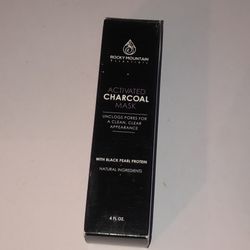 ROCKY MOUNTAIN
Essentials
ACTIVATED
CHARCOAL
MASK
UNCLOGS PORES FOR
A CLEAN, CLEAR
APPEARANCE
WITH BLACK PEARL PROTEIN
NATURAL INGREDIENTS
4 FL OZ.